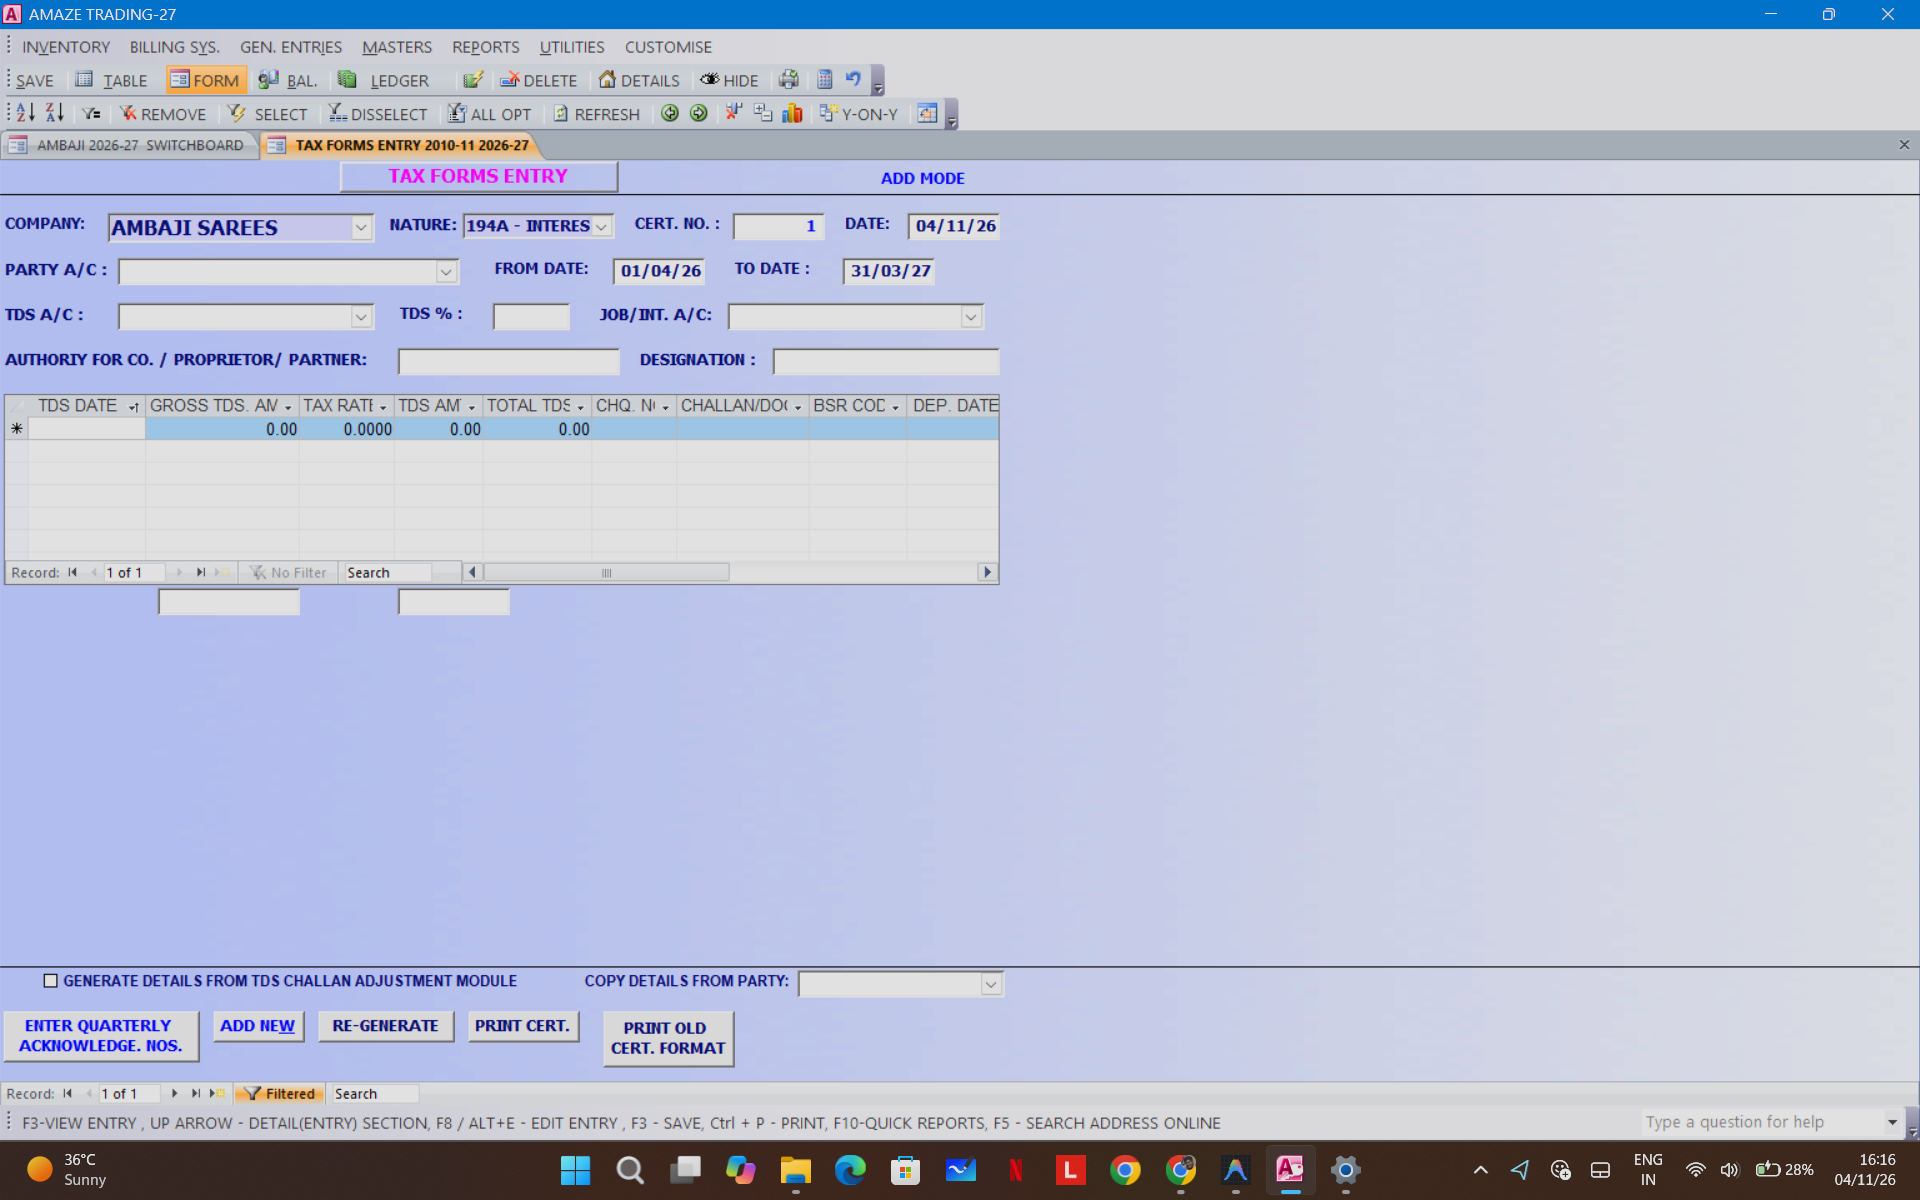 AMAZE TRADING-27
INVENTORY BILLING SYS. GEN. ENTRIES MASTERS REPORTS UTILITIES CUSTOMISE
SAVE TABLE FORM BAL. LEDGER DELETE DETAILS HIDE
REMOVE SELECT DISSELECT ALL OPT REFRESH Y-ON-Y
AMBAJI 2026-27 SWITCHBOARD TAX FORMS ENTRY 2010-11 2026-27
TAX FORMS ENTRY ADD MODE
COMPANY: AMBAJI SAREES NATURE: 194A - INTERES CERT. NO. : 1 DATE: 04/11/26
PARTY A/C : FROM DATE: 01/04/26 TO DATE : 31/03/27
TDS A/C : TDS % : JOB/INT. A/C:
AUTHORIY FOR CO. / PROPRIETOR/ PARTNER: DESIGNATION :
TDS DATE GROSS TDS. AM TAX RATE TDS AM TOTAL TDS CHQ. N CHALLAN/DO BSR COD DEP. DATE
0.00 0.0000 0.00 0.00
Record: 1 of 1 No Filter Search
GENERATE DETAILS FROM TDS CHALLAN ADJUSTMENT MODULE COPY DETAILS FROM PARTY:
ENTER QUARTERLY ACKNOWLEDGE. NOS. ADD NEW RE-GENERATE PRINT CERT. PRINT OLD CERT. FORMAT
Record: 1 of 1 Filtered Search
F3-VIEW ENTRY , UP ARROW - DETAIL(ENTRY) SECTION, F8 / ALT+E - EDIT ENTRY , F3 - SAVE, Ctrl + P - PRINT, F10-QUICK REPORTS, F5 - SEARCH ADDRESS ONLINE Type a question for help
36°C ENG 16:16
Sunny IN 28% 04/11/26